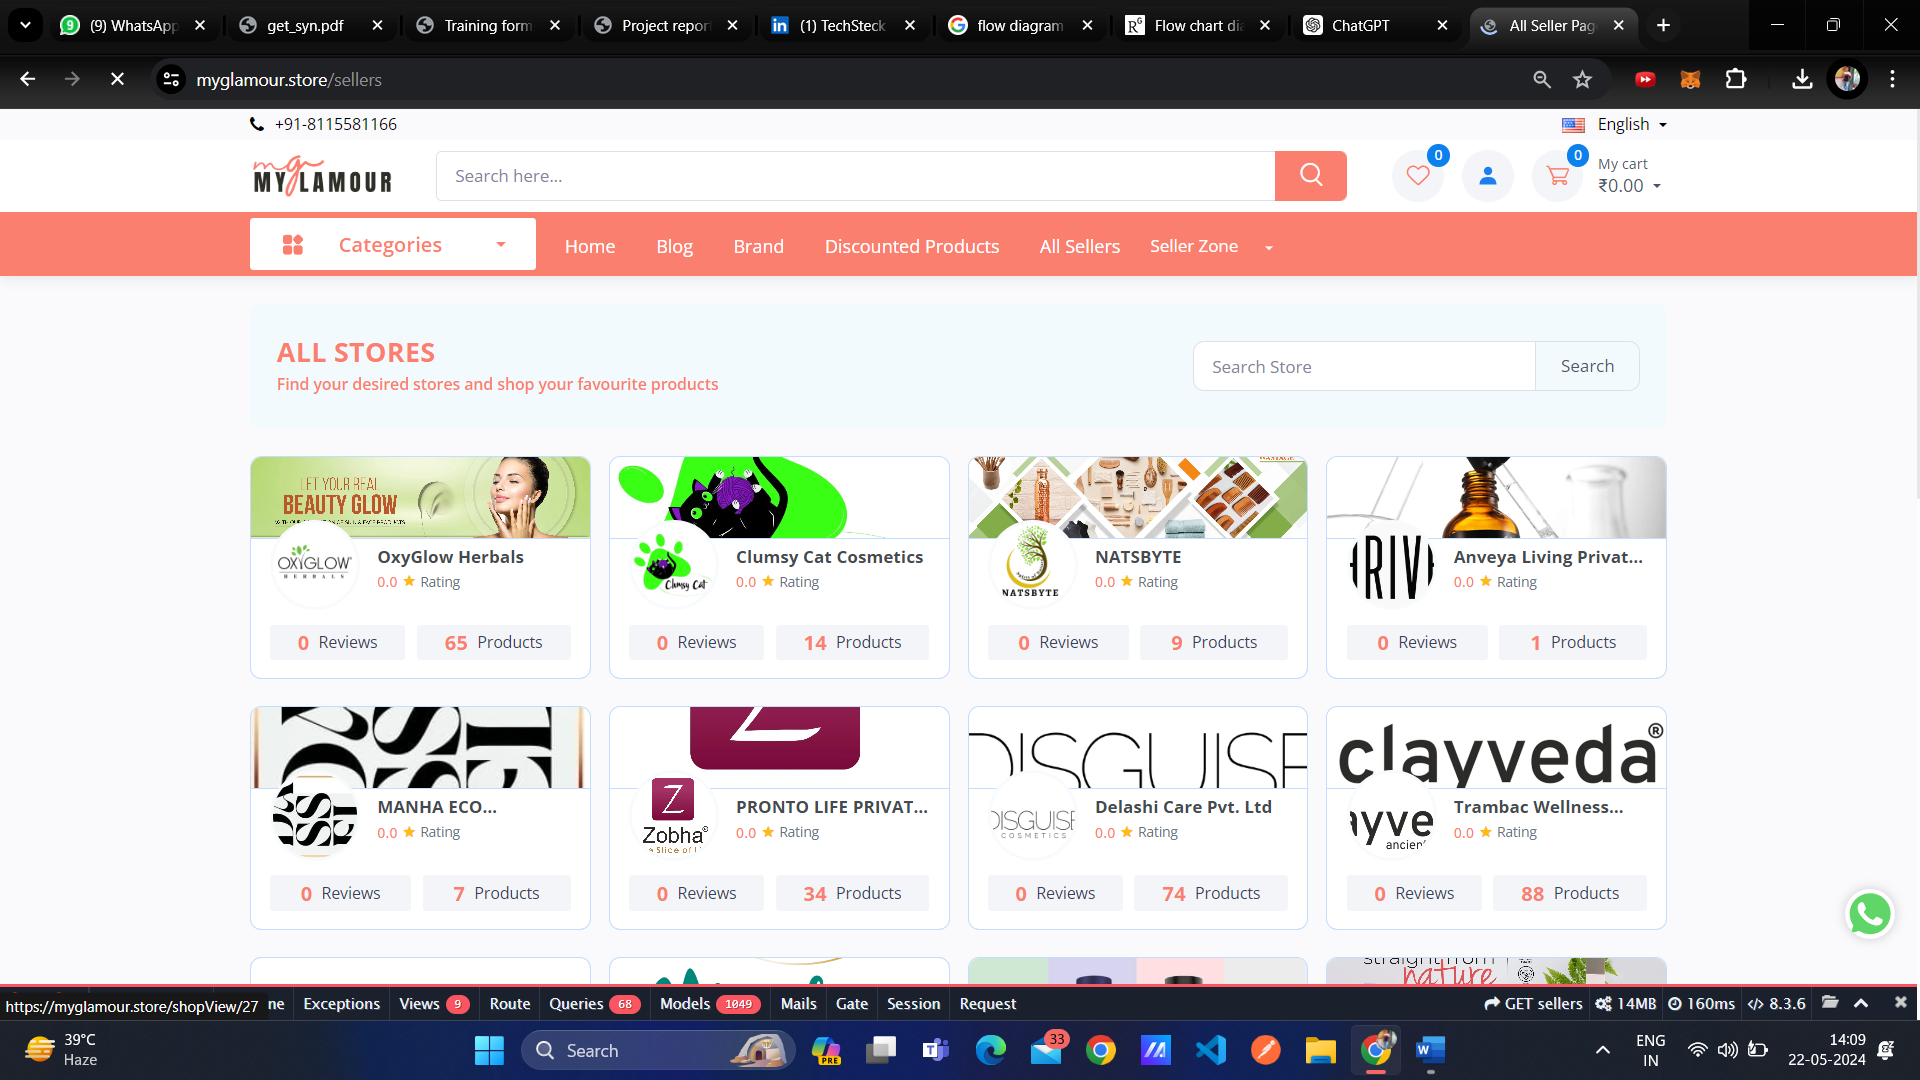 (9) WhatsApp
get_syn.pdf
Training form
Project report
(1) TechSteck
flow diagram
Flow chart dia
ChatGPT
All Seller Pag
myglamour.store/sellers
+91-8115581166
English
MYGLAMOUR
Search here...
0
0
My cart
₹0.00
Categories
Home
Blog
Brand
Discounted Products
All Sellers
Seller Zone
ALL STORES
Find your desired stores and shop your favourite products
Search Store
Search
LET YOUR REAL
BEAUTY GLOW
OXYGLOW
HERBALS
OxyGlow Herbals
0.0 Rating
0 Reviews
65 Products
Clumsy Cat
Clumsy Cat Cosmetics
0.0 Rating
0 Reviews
14 Products
NATSBYTE
NATSBYTE
0.0 Rating
0 Reviews
9 Products
RIV
Anveya Living Privat...
0.0 Rating
0 Reviews
1 Products
MANHA ECO...
0.0 Rating
0 Reviews
7 Products
Z
Zobha®
PRONTO LIFE PRIVAT...
0.0 Rating
0 Reviews
34 Products
DISGUISE
DISGUISE
COSMETICS
Delashi Care Pvt. Ltd
0.0 Rating
0 Reviews
74 Products
clayveda®
ayve
ancien
Trambac Wellness...
0.0 Rating
0 Reviews
88 Products
straight from
nature
https://myglamour.store/shopView/27
ne
Exceptions
Views 9
Route
Queries 68
Models 1049
Mails
Gate
Session
Request
GET sellers
14MB
160ms
8.3.6
39°C
Haze
Search
PRE
33
ENG
IN
14:09
22-05-2024